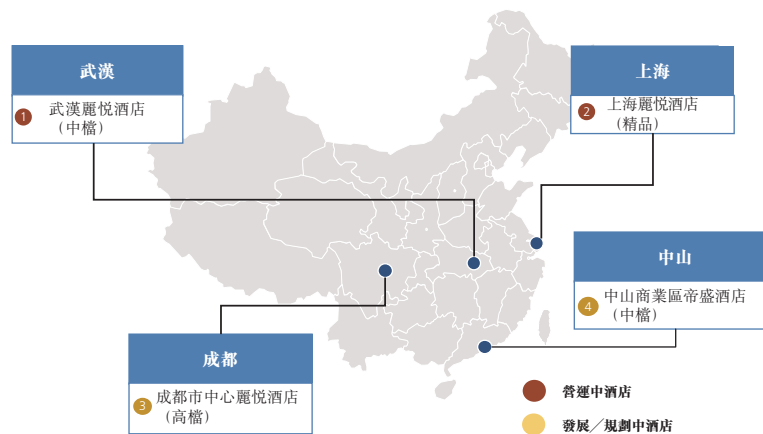 武漢
1 武漢麗悦酒店
(中檔)
上海
2 上海麗悦酒店
(精品)
中山
4 中山商業區帝盛酒店
(中檔)
成都
3 成都市中心麗悦酒店
(高檔)
營運中酒店
發展／規劃中酒店